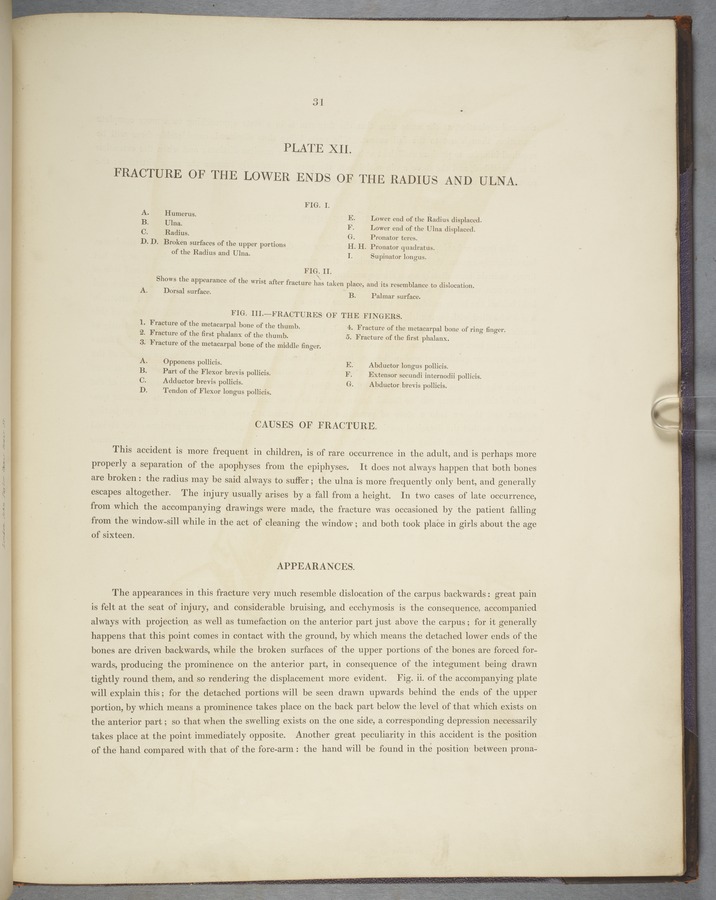 31
PLATE XII.
FRACTURE OF THE LOWER ENDS OF THE RADIUS AND ULNA.
FIG. I.
A. Humerus.
B. Ulna.
C. Radius.
D. D. Broken surfaces of the upper portions
of the Radius and Ulna.
E. Lower end of the Radius displaced.
F. Lower end of the Ulna displaced.
G. Pronator teres.
H. H. Pronator quadratus.
I. Supinator longus.
FIG. II.
Shows the appearance of the wrist after fracture has taken place, and its resemblance to dislocation.
A. Dorsal surface.
B. Palmar surface.
FIG. III.—FRACTURES OF THE FINGERS.
1. Fracture of the metacarpal bone of the thumb.
2. Fracture of the first phalanx of the thumb.
3. Fracture of the metacarpal bone of the middle finger.
4. Fracture of the metacarpal bone of ring finger.
5. Fracture of the first phalanx.
A. Opponens pollicis.
B. Part of the Flexor brevis pollicis.
C. Adductor brevis pollicis.
D. Tendon of Flexor longus pollicis.
E. Abductor longus pollicis.
F. Extensor secundi internodii pollicis.
G. Abductor brevis pollicis.
CAUSES OF FRACTURE.
This accident is more frequent in children, is of rare occurrence in the adult, and is perhaps more
properly a separation of the apophyses from the epiphyses. It does not always happen that both bones
are broken : the radius may be said always to suffer ; the ulna is more frequently only bent, and generally
escapes altogether. The injury usually arises by a fall from a height. In two cases of late occurrence,
from which the accompanying drawings were made, the fracture was occasioned by the patient falling
from the window-sill while in the act of cleaning the window ; and both took place in girls about the age
of sixteen.
APPEARANCES.
The appearances in this fracture very much resemble dislocation of the carpus backwards : great pain
is felt at the seat of injury, and considerable bruising, and ecchymosis is the consequence, accompanied
always with projection as well as tumefaction on the anterior part just above the carpus ; for it generally
happens that this point comes in contact with the ground, by which means the detached lower ends of the
bones are driven backwards, while the broken surfaces of the upper portions of the bones are forced for-
wards, producing the prominence on the anterior part, in consequence of the integument being drawn
tightly round them, and so rendering the displacement more evident. Fig. ii. of the accompanying plate
will explain this ; for the detached portions will be seen drawn upwards behind the ends of the upper
portion, by which means a prominence takes place on the back part below the level of that which exists on
the anterior part ; so that when the swelling exists on the one side, a corresponding depression necessarily
takes place at the point immediately opposite. Another great peculiarity in this accident is the position
of the hand compared with that of the fore-arm : the hand will be found in the position between prona-